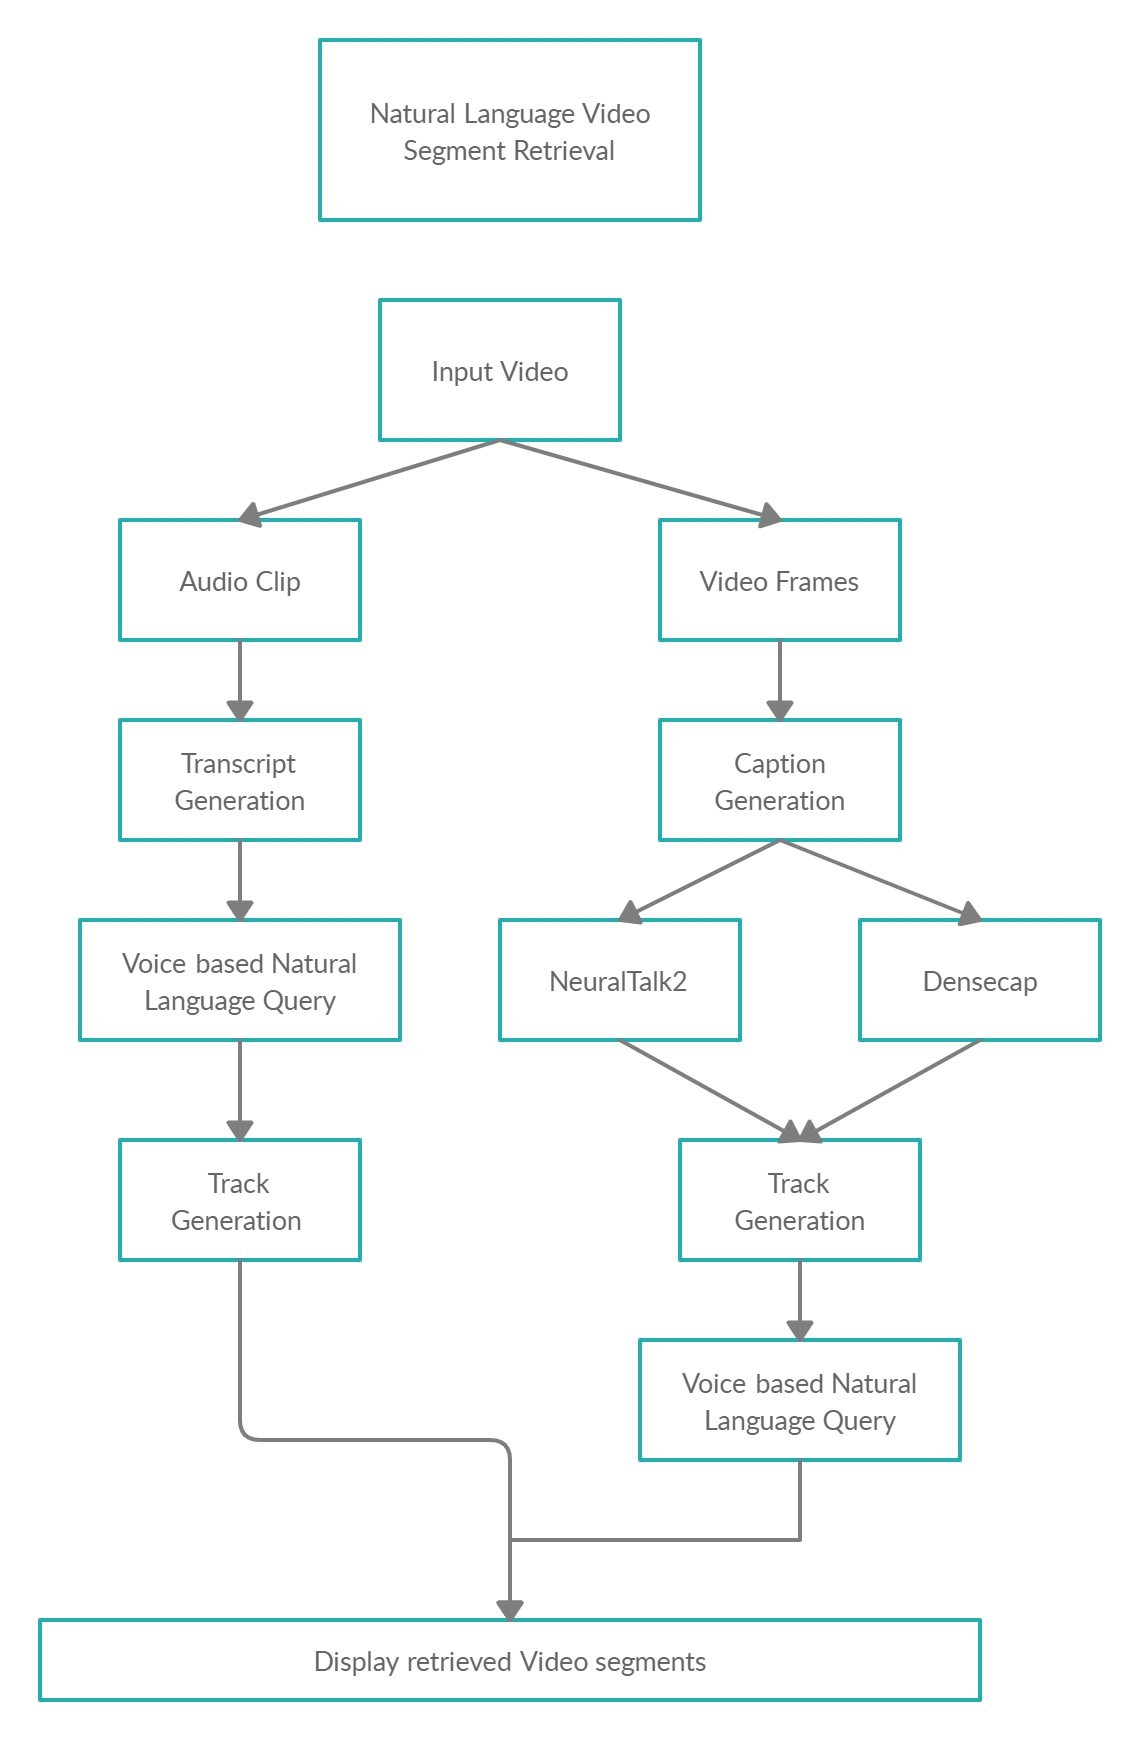 Natural Language Video
Segment Retrieval
Input Video
Audio Clip
Video Frames
Transcript
Generation
Caption
Generation
Voice based Natural
Language Query
NeuralTalk2
Densecap
Track
Generation
Track
Generation
Voice based Natural
Language Query
Display retrieved Video segments